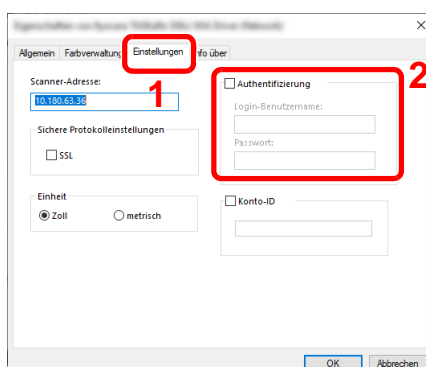 Allgemein Farbverwaltung Einstellungen nfo über
Scanner-Adresse:
10.180.63.36
1
Sichere Protokolleinstellungen
SSL
Einheit
Zoll metrisch
Authentifizierung
2
Login-Benutzername:
Passwort:
Konto-ID
OK Abbrechen